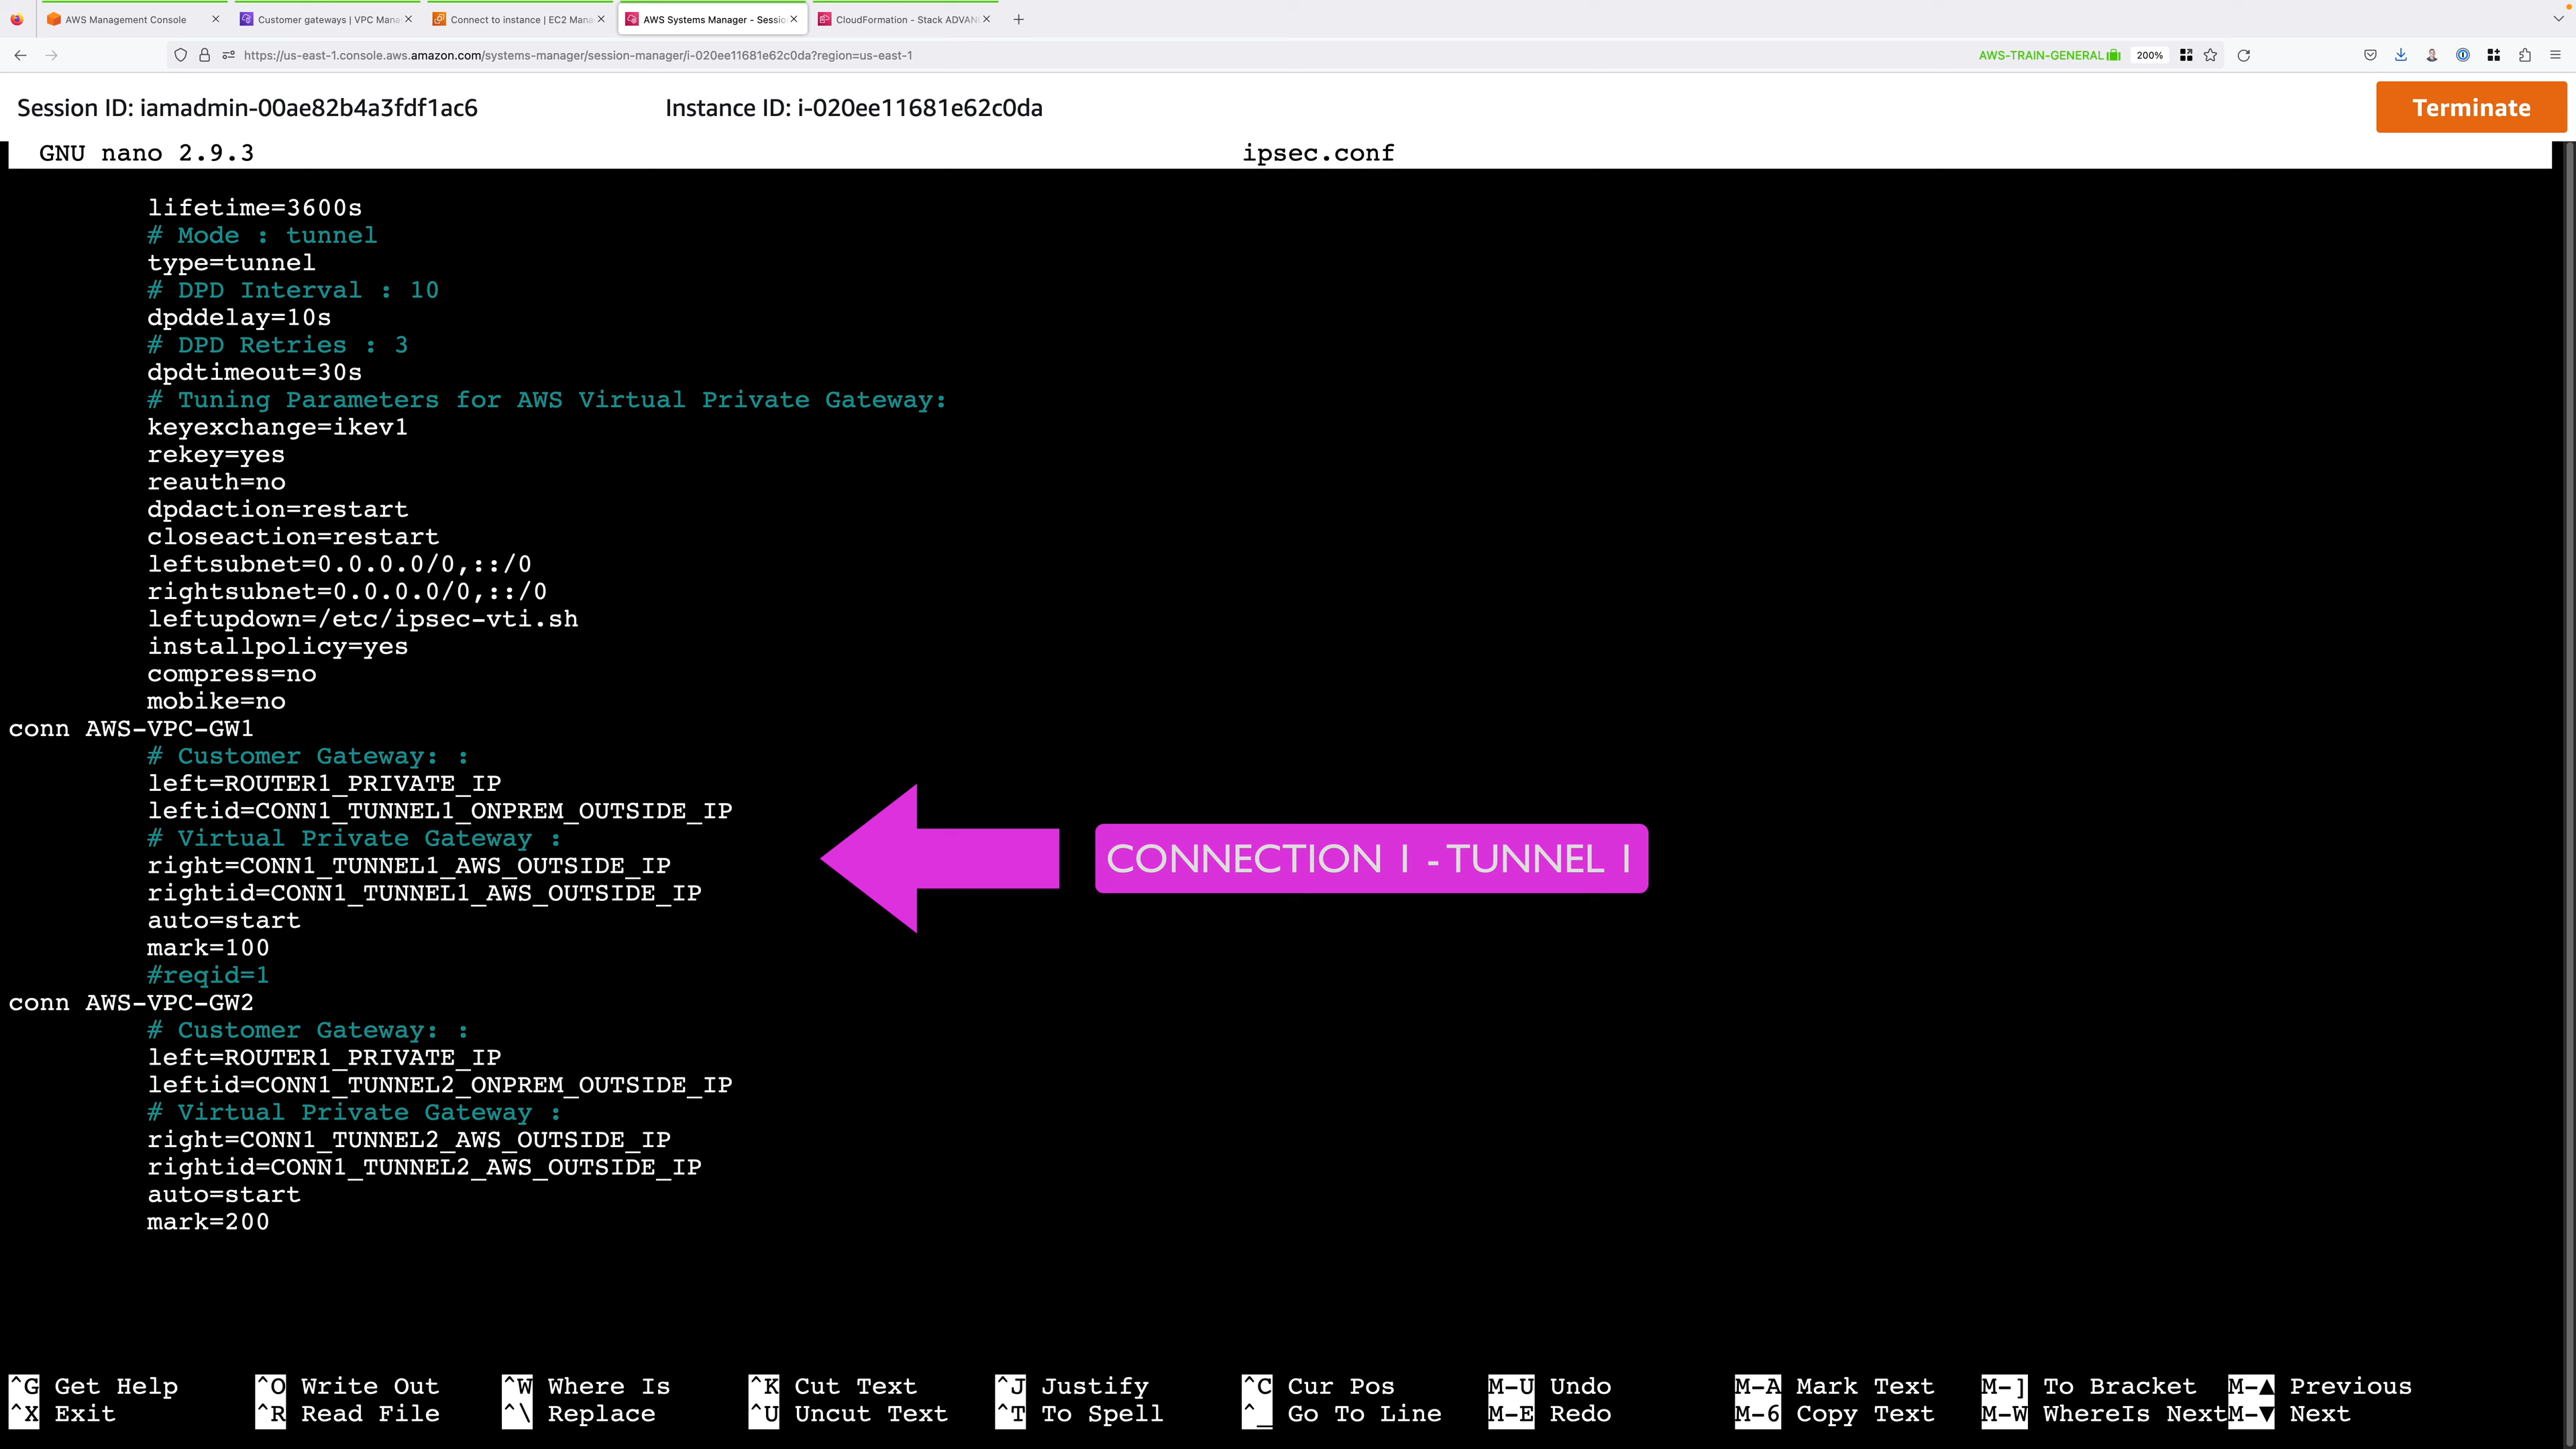 AWS Management Console
Customer gateways | VPC Mana
Connect to instance | EC2 Mana
AWS Systems Manager - Sessio
CloudFormation - Stack ADVANC
https://us-east-1.console.aws.amazon.com/systems-manager/session-manager/i-020ee11681e62c0da?region=us-east-1
AWS-TRAIN-GENERAL
200%
Session ID: iamadmin-00ae82b4a3fdf1ac6
Instance ID: i-020ee11681e62c0da
Terminate
GNU nano 2.9.3
ipsec.conf
lifetime=3600s
# Mode : tunnel
type=tunnel
# DPD Interval : 10
dpddelay=10s
# DPD Retries : 3
dpdtimeout=30s
# Tuning Parameters for AWS Virtual Private Gateway:
keyexchange=ikev1
rekey=yes
reauth=no
dpdaction=restart
closeaction=restart
leftsubnet=0.0.0.0/0,::/0
rightsubnet=0.0.0.0/0,::/0
leftupdown=/etc/ipsec-vti.sh
installpolicy=yes
compress=no
mobike=no
conn AWS-VPC-GW1
# Customer Gateway: :
left=ROUTER1_PRIVATE_IP
leftid=CONN1_TUNNEL1_ONPREM_OUTSIDE_IP
# Virtual Private Gateway :
right=CONN1_TUNNEL1_AWS_OUTSIDE_IP
rightid=CONN1_TUNNEL1_AWS_OUTSIDE_IP
auto=start
mark=100
#reqid=1
CONNECTION 1 - TUNNEL 1
conn AWS-VPC-GW2
# Customer Gateway: :
left=ROUTER1_PRIVATE_IP
leftid=CONN1_TUNNEL2_ONPREM_OUTSIDE_IP
# Virtual Private Gateway :
right=CONN1_TUNNEL2_AWS_OUTSIDE_IP
rightid=CONN1_TUNNEL2_AWS_OUTSIDE_IP
auto=start
mark=200
^G Get Help ^O Write Out ^W Where Is ^K Cut Text ^J Justify ^C Cur Pos M-U Undo M-A Mark Text M-] To Bracket M-▲ Previous
^X Exit ^R Read File ^\ Replace ^U Uncut Text ^T To Spell ^_ Go To Line M-E Redo M-6 Copy Text M-W WhereIs Next M-▼ Next